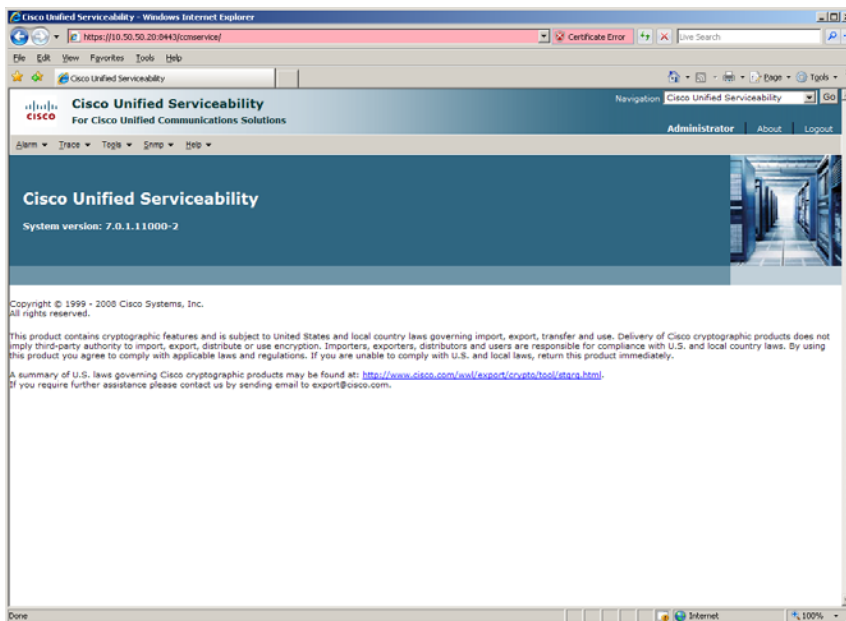 Cisco Unified Serviceability - Windows Internet Explorer
https://10.50.50.20:8443/ccmservice/
Certificate Error
Live Search
File Edit View Favorites Tools Help
Cisco Unified Serviceability
Page Tools
Cisco Unified Serviceability
For Cisco Unified Communications Solutions
Navigation Cisco Unified Serviceability Go
CISCO
Administrator About Logout
Alarm Trace Tools Snmp Help
Cisco Unified Serviceability
System version: 7.0.1.11000-2
Copyright © 1999 - 2008 Cisco Systems, Inc.
All rights reserved.
This product contains cryptographic features and is subject to United States and local country laws governing import, export, transfer and use. Delivery of Cisco cryptographic products does not
imply third-party authority to import, export, distribute or use encryption. Importers, exporters, distributors and users are responsible for compliance with U.S. and local country laws. By using
this product you agree to comply with applicable laws and regulations. If you are unable to comply with U.S. and local laws, return this product immediately.
A summary of U.S. laws governing Cisco cryptographic products may be found at: http://www.cisco.com/wwl/export/crypto/tool/stqrg.html.
If you require further assistance please contact us by sending email to export@cisco.com.
Done
Internet
100%